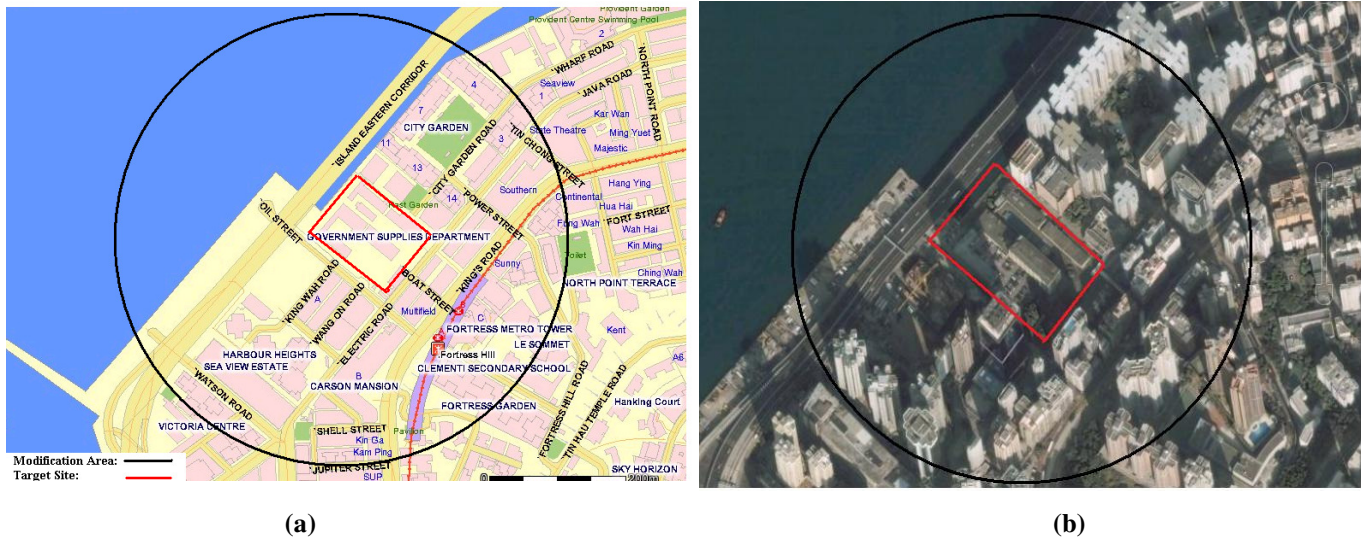 Provident Garden
Provident Centre Swimming Pool
2
`WHARF ROAD
`JAVA ROAD
NORTH POINT ROAD
Seaview
1
4
7
CITY GARDEN
Kar Wan
State Theatre
Ming Yuet
Majestic
3
`ISLAND EASTERN CORRIDOR
11
`CITY GARDEN ROAD
`TIN CHONG STREET
13
Hang Ying
Southern
Continental
14
`POWER STREET
Hua Hai
`FORT STREET
Fong Wah
Wah Hai
Kin Ming
`OIL STREET
GOVERNMENT SUPPLIES DEPARTMENT
`KING'S ROAD
Sunny
Toilet
Ching Wah
NORTH POINT TERRACE
`KING WAH ROAD
A
`WANG ON ROAD
`ELECTRIC ROAD
`BOAT STREET
Multifield
C
FORTRESS METRO TOWER
Kent
LE SOMMET
A6
HARBOUR HEIGHTS
Fortress Hill
SEA VIEW ESTATE
CLEMENTI SECONDARY SCHOOL
B
CARSON MANSION
`WATSON ROAD
FORTRESS GARDEN
Hanking Court
FORTRESS HILL ROAD
`TIN HAU TEMPLE ROAD
VICTORIA CENTRE
`SHELL STREET
Pavilion
Kin Ga
Kam Ping
`JUPITER STREET
SUP
SKY HORIZON
Modification Area:
Target Site:
0
(a)
(b)